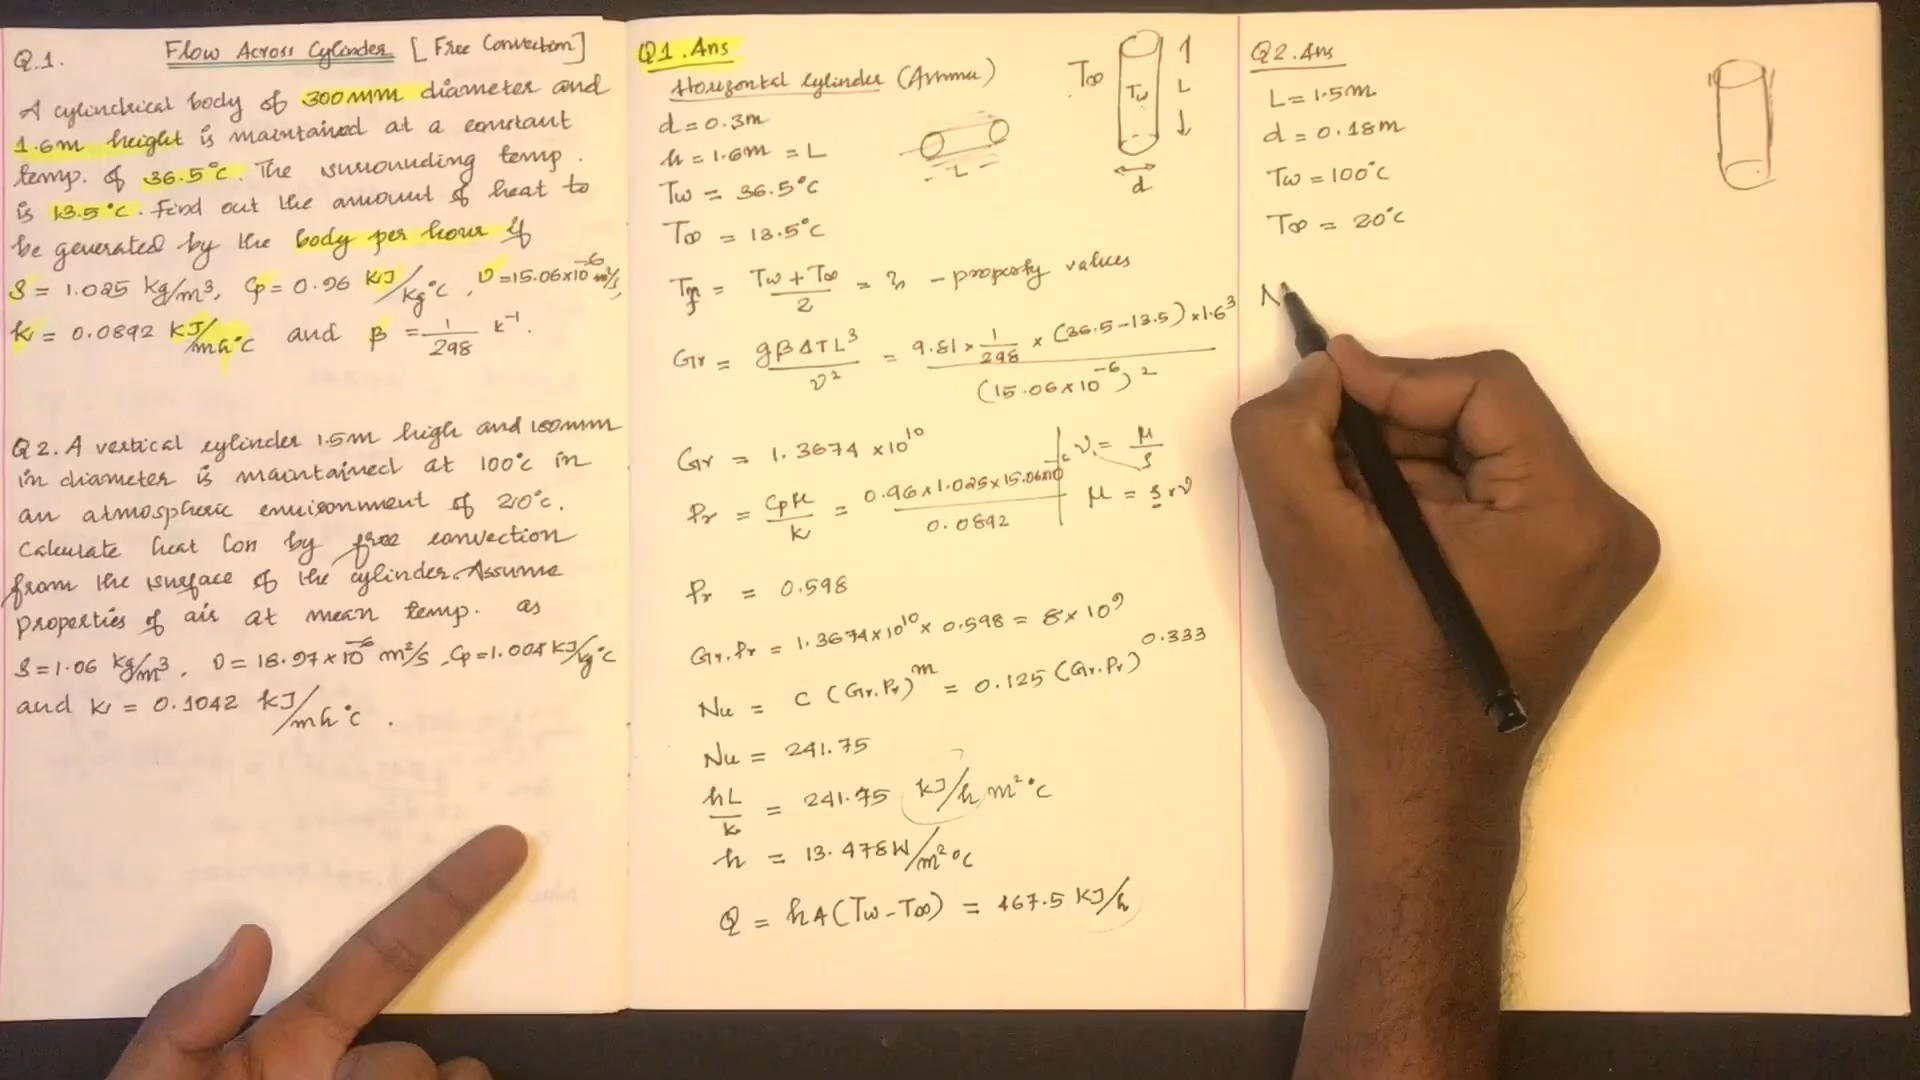 Q.1. Flow Across Cylinder [Free Convection]
A cylindrical body of 300mm diameter and
1.6m height is maintained at a constant
temp. of 36.5°C. The surrounding temp.
is 13.5°C. Find out the amount of heat to
be generated by the body per hour if
ρ = 1.025 kg/m³, Cp = 0.96 kJ/kg°C, ν = 15.06×10⁻⁶ m²/s,
k = 0.0892 kJ/mh°C and β = 1/298 K⁻¹.
Q2. A vertical cylinder 1.5m high and 180mm
in diameter is maintained at 100°C in
an atmospheric environment of 20°C.
Calculate heat loss by free convection
from the surface of the cylinder. Assume
properties of air at mean temp. as
ρ = 1.06 kg/m³, ν = 18.97×10⁻⁶ m²/s, Cp = 1.004 kJ/kg°C
and k = 0.1042 kJ/mh°C.
Q1. Ans
Horizontal cylinder (Assume)
d = 0.3m
h = 1.6m = L
Tw = 36.5°C
T∞ = 13.5°C
Tf = (Tw + T∞)/2 = - property values
Gr = gβΔTL³/ν² = 9.81 × 1/298 × (36.5-13.5) × 1.6³/(15.06×10⁻⁶)²
Gr = 1.3674 × 10¹⁰
Pr = Cpμ/k = 0.96×1.025×15.06×10⁻⁶/0.0892
ν = μ/ρ
μ = ρ×ν
Pr = 0.598
Gr.Pr = 1.3674×10¹⁰ × 0.598 = 8×10⁹
Nu = C (Gr.Pr)^m = 0.125 (Gr.Pr)^0.333
Nu = 241.75
hL/k = 241.75 kJ/h m²°C
h = 13.478 W/m²°C
Q = hA(Tw-T∞) = 467.5 kJ/h
T∞
Tw
L
d
L
Q2. Ans
L = 1.5m
d = 0.18m
Tw = 100°C
T∞ = 20°C
N